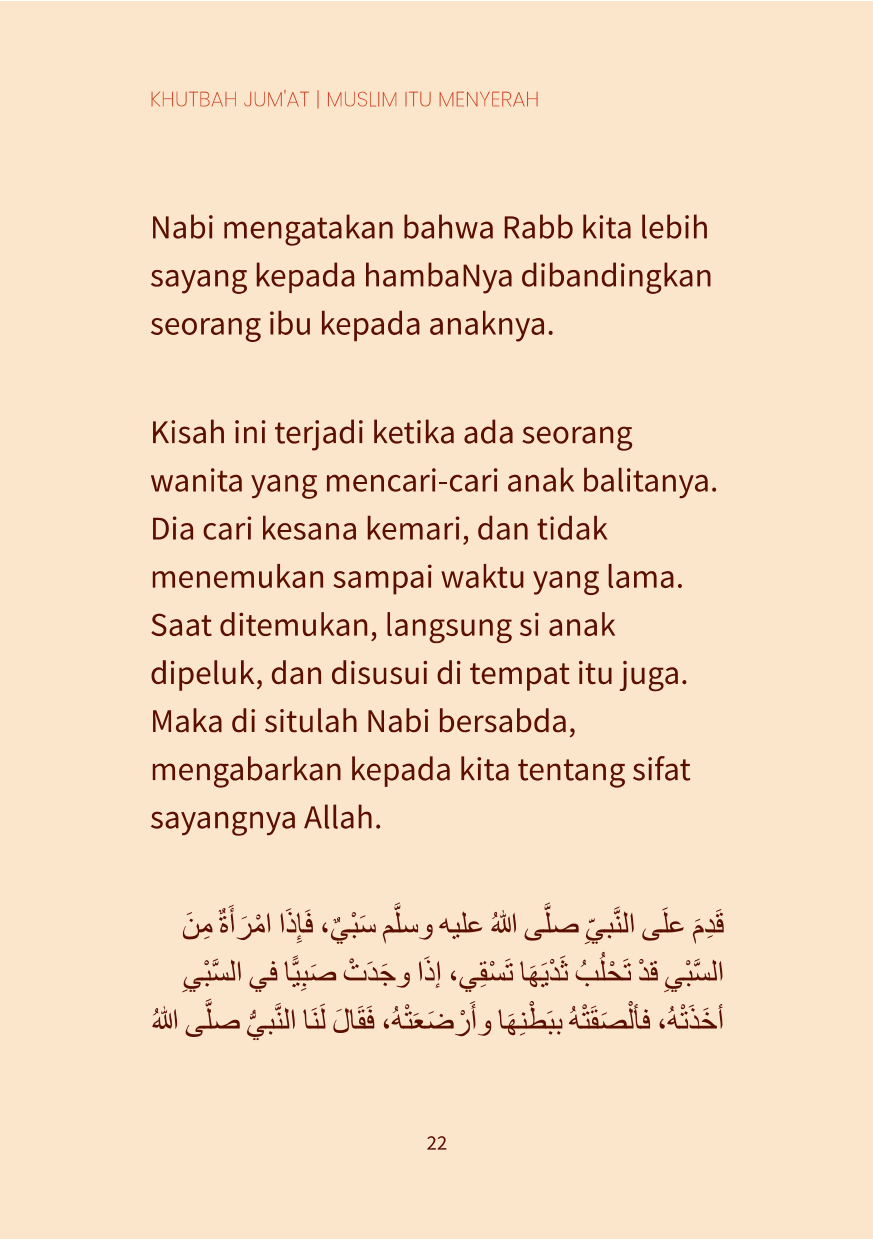 KHUTBAH JUM'AT | MUSLIM ITU MENYERAH
Nabi mengatakan bahwa Rabb kita lebih
sayang kepada hambaNya dibandingkan
seorang ibu kepada anaknya.
Kisah ini terjadi ketika ada seorang
wanita yang mencari-cari anak balitanya.
Dia cari kesana kemari, dan tidak
menemukan sampai waktu yang lama.
Saat ditemukan, langsung si anak
dipeluk, dan disusui di tempat itu juga.
Maka di situlah Nabi bersabda,
mengabarkan kepada kita tentang sifat
sayangnya Allah.
قَدِمَ علَى النَّبيِّ صلَّى اللهُ عليه وسلَّم سَبْيٌ، فَإِذَا امْرَأَةٌ مِنَ
السَّبْيِ قدْ تَحْلُبُ ثَدْيَهَا تَسْقِي، إذَا وجَدَتْ صَبِيًّا في السَّبْيِ
أخَذَتْهُ، فألْصَقَتْهُ ببَطْنِهَا وأَرْضَعَتْهُ، فَقَالَ لَنَا النَّبيُّ صلَّى اللهُ
22